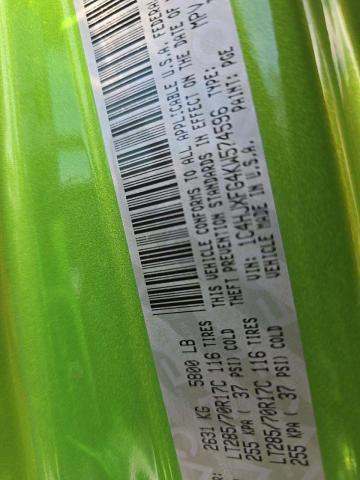 2631 KG 5800 LB
LT285/70R17C 116 TIRES
255 KPA ( 37 PSI) COLD
LT285/70R17C 116 TIRES
255 KPA ( 37 PSI) COLD
THIS VEHICLE CONFORMS TO ALL APPLICABLE U.S.A. FEDERAL
THEFT PREVENTION STANDARDS IN EFFECT ON THE DATE OF
VIN: 1C4HJXFG4KW574596 TYPE: MPV
VEHICLE MADE IN U.S.A. PAINT: PGE